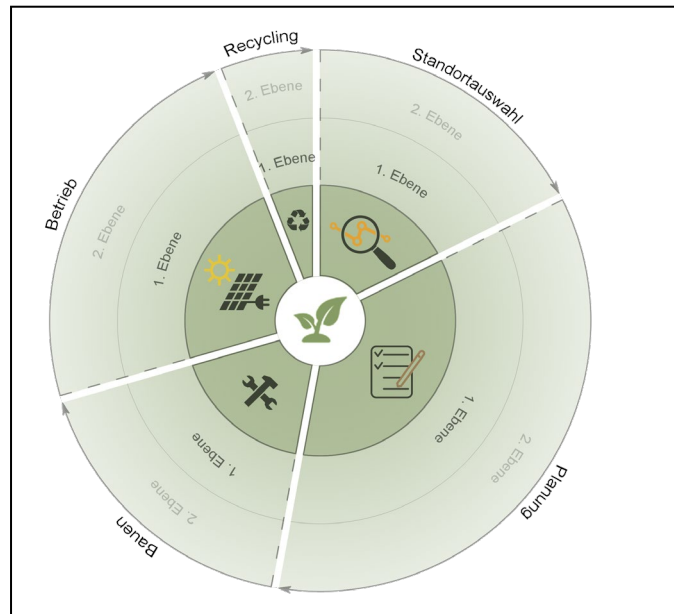 Recycling
2. Ebene
1. Ebene
Standortauswahl
2. Ebene
1. Ebene
Planung
2. Ebene
1. Ebene
Bauen
2. Ebene
1. Ebene
Betrieb
2. Ebene
1. Ebene